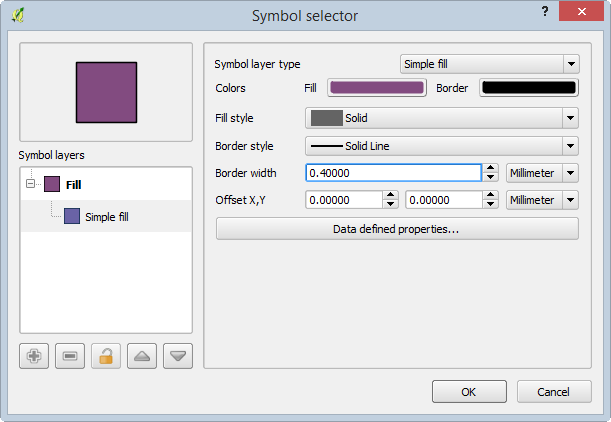 Symbol selector
?
Symbol layers
Fill
Simple fill
Symbol layer type Simple fill
Colors Fill Border
Fill style Solid
Border style Solid Line
Border width 0.40000 Millimeter
Offset X,Y 0.00000 0.00000 Millimeter
Data defined properties...
OK Cancel